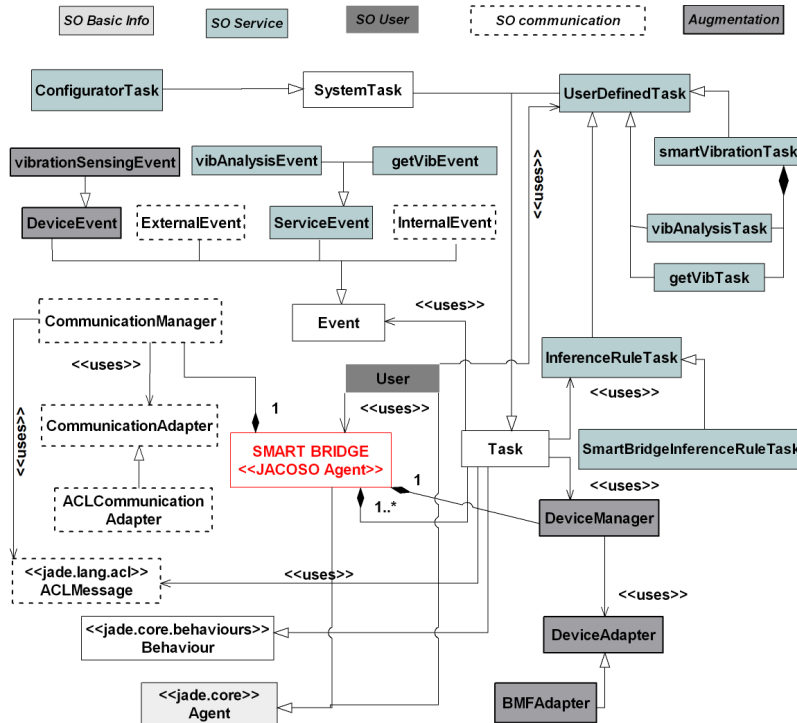 SO Basic Info
SO Service
SO User
SO communication
Augmentation
ConfiguratorTask
SystemTask
UserDefinedTask
<<uses>>
vibrationSensingEvent
vibAnalysisEvent
getVibEvent
smartVibrationTask
DeviceEvent
ExternalEvent
ServiceEvent
InternalEvent
vibAnalysisTask
getVibTask
CommunicationManager
Event
<<uses>>
<<uses>>
User
InferenceRuleTask
<<uses>>
<<uses>>
<<uses>>
CommunicationAdapter
1
SMART BRIDGE
<<JACOSO Agent>>
Task
SmartBridgeInferenceRuleTask
1
1..*
ACLCommunication
Adapter
<<uses>>
DeviceManager
<<jade.lang.acl>>
ACLMessage
<<uses>>
<<uses>>
<<jade.core.behaviours>>
Behaviour
DeviceAdapter
<<jade.core>>
Agent
BMFAdapter